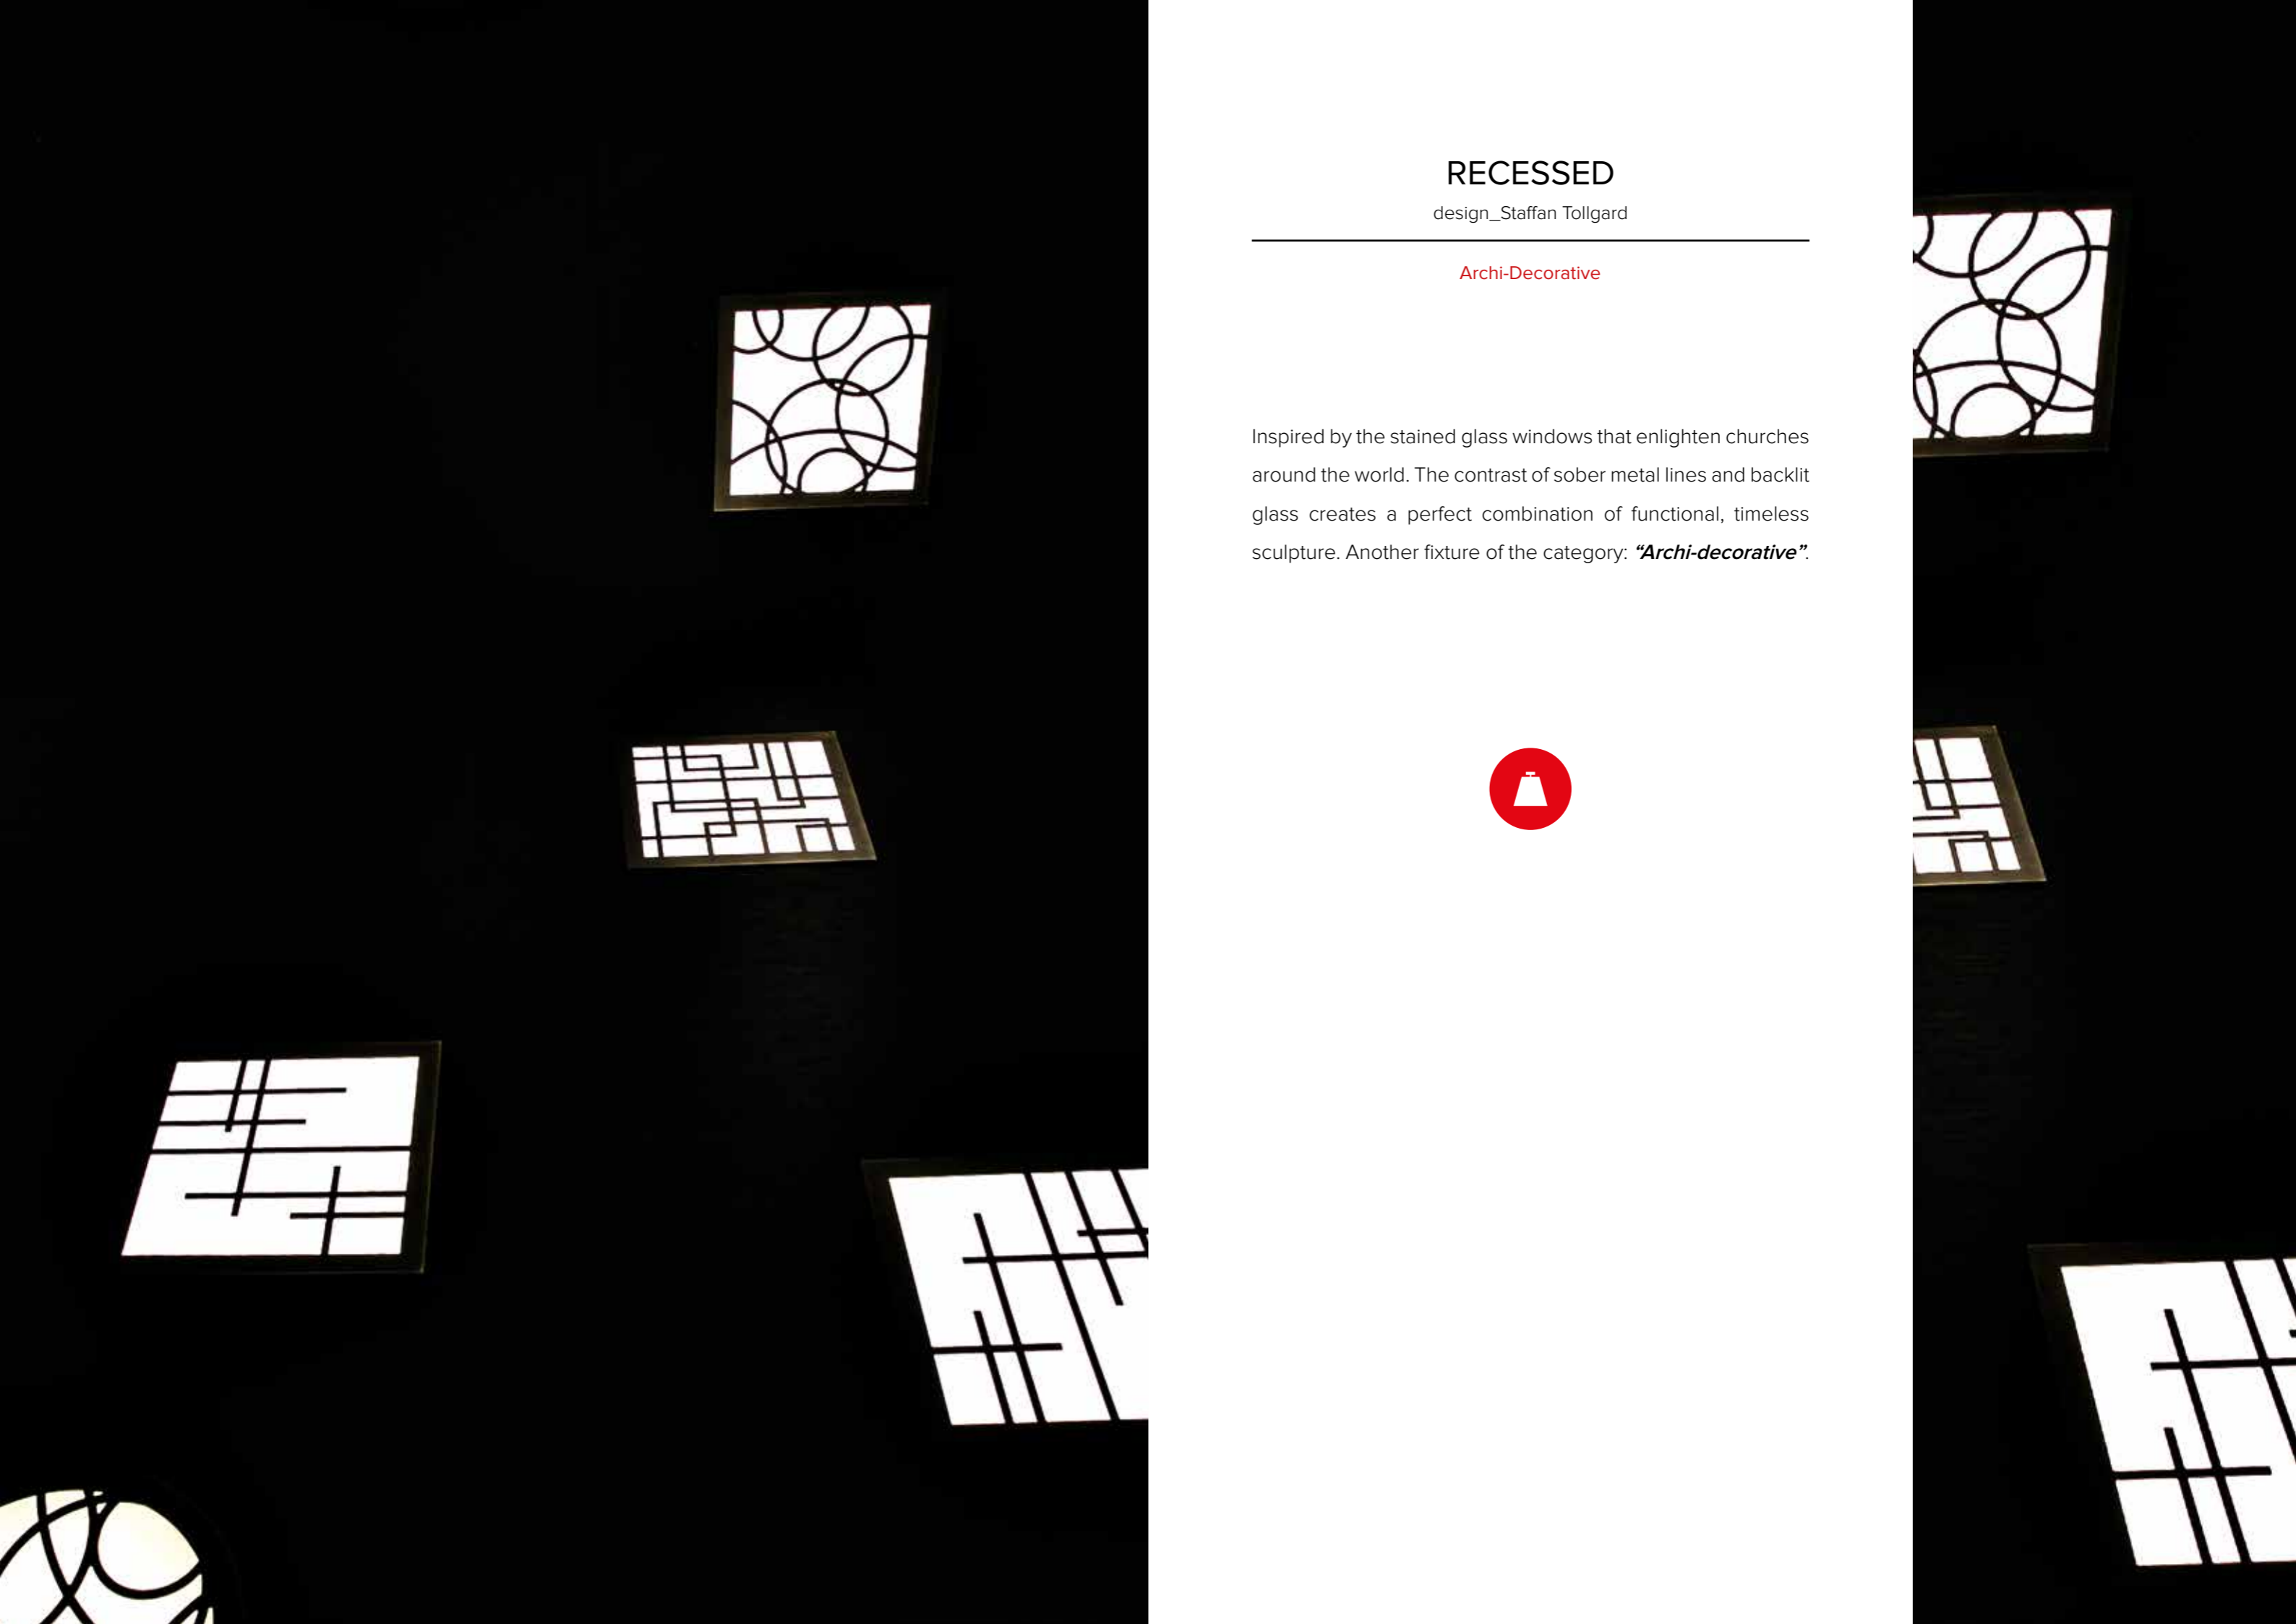 RECESSED
design_Staffan Tollgard
Archi-Decorative
Inspired by the stained glass windows that enlighten churches
around the world. The contrast of sober metal lines and backlit
glass creates a perfect combination of functional, timeless
sculpture. Another fixture of the category: “Archi-decorative”.